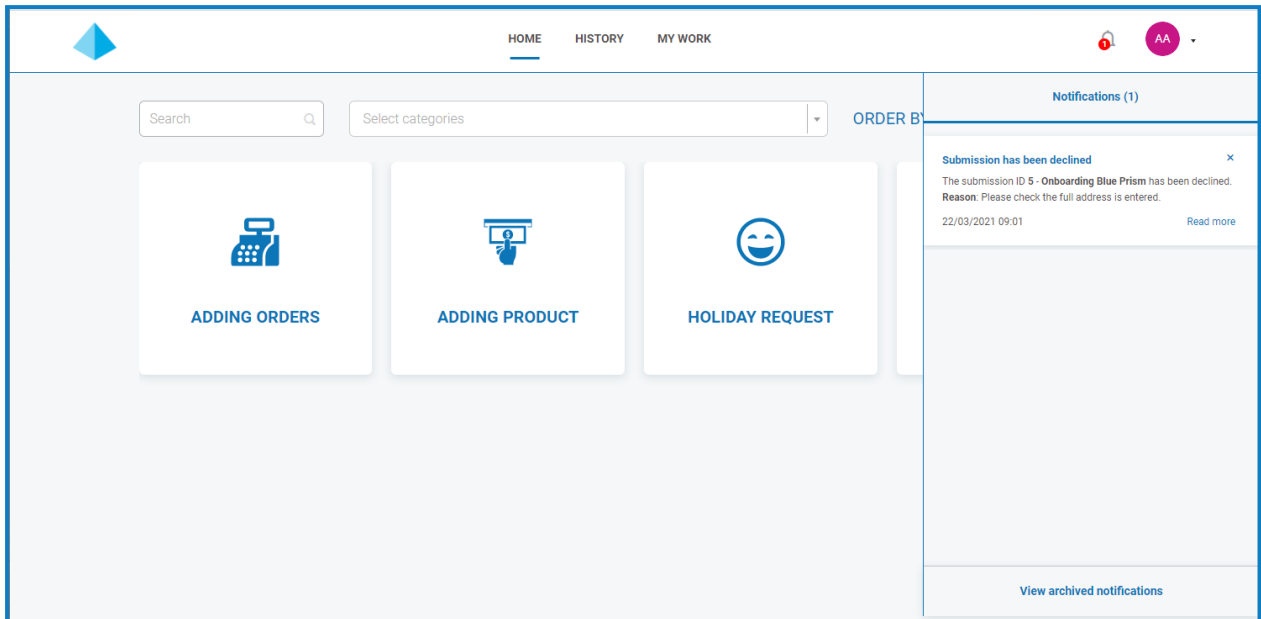 HOME HISTORY MY WORK
1
AA
Search
Select categories
ORDER BY
Notifications (1)
Submission has been declined
The submission ID 5 - Onboarding Blue Prism has been declined.
Reason: Please check the full address is entered.
22/03/2021 09:01 Read more
$
ADDING ORDERS
ADDING PRODUCT
HOLIDAY REQUEST
View archived notifications